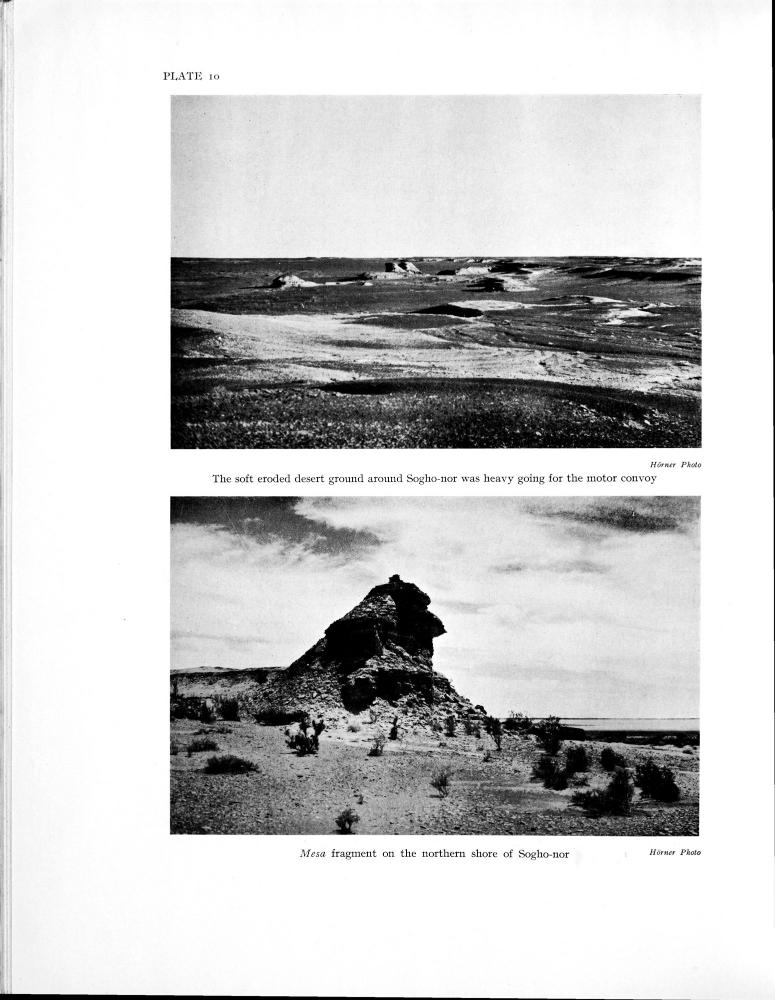 PLATE 10
Hörner Photo
The soft eroded desert ground around Sogho-nor was heavy going for the motor convoy
Mesa fragment on the northern shore of Sogho-nor
Hörner Photo